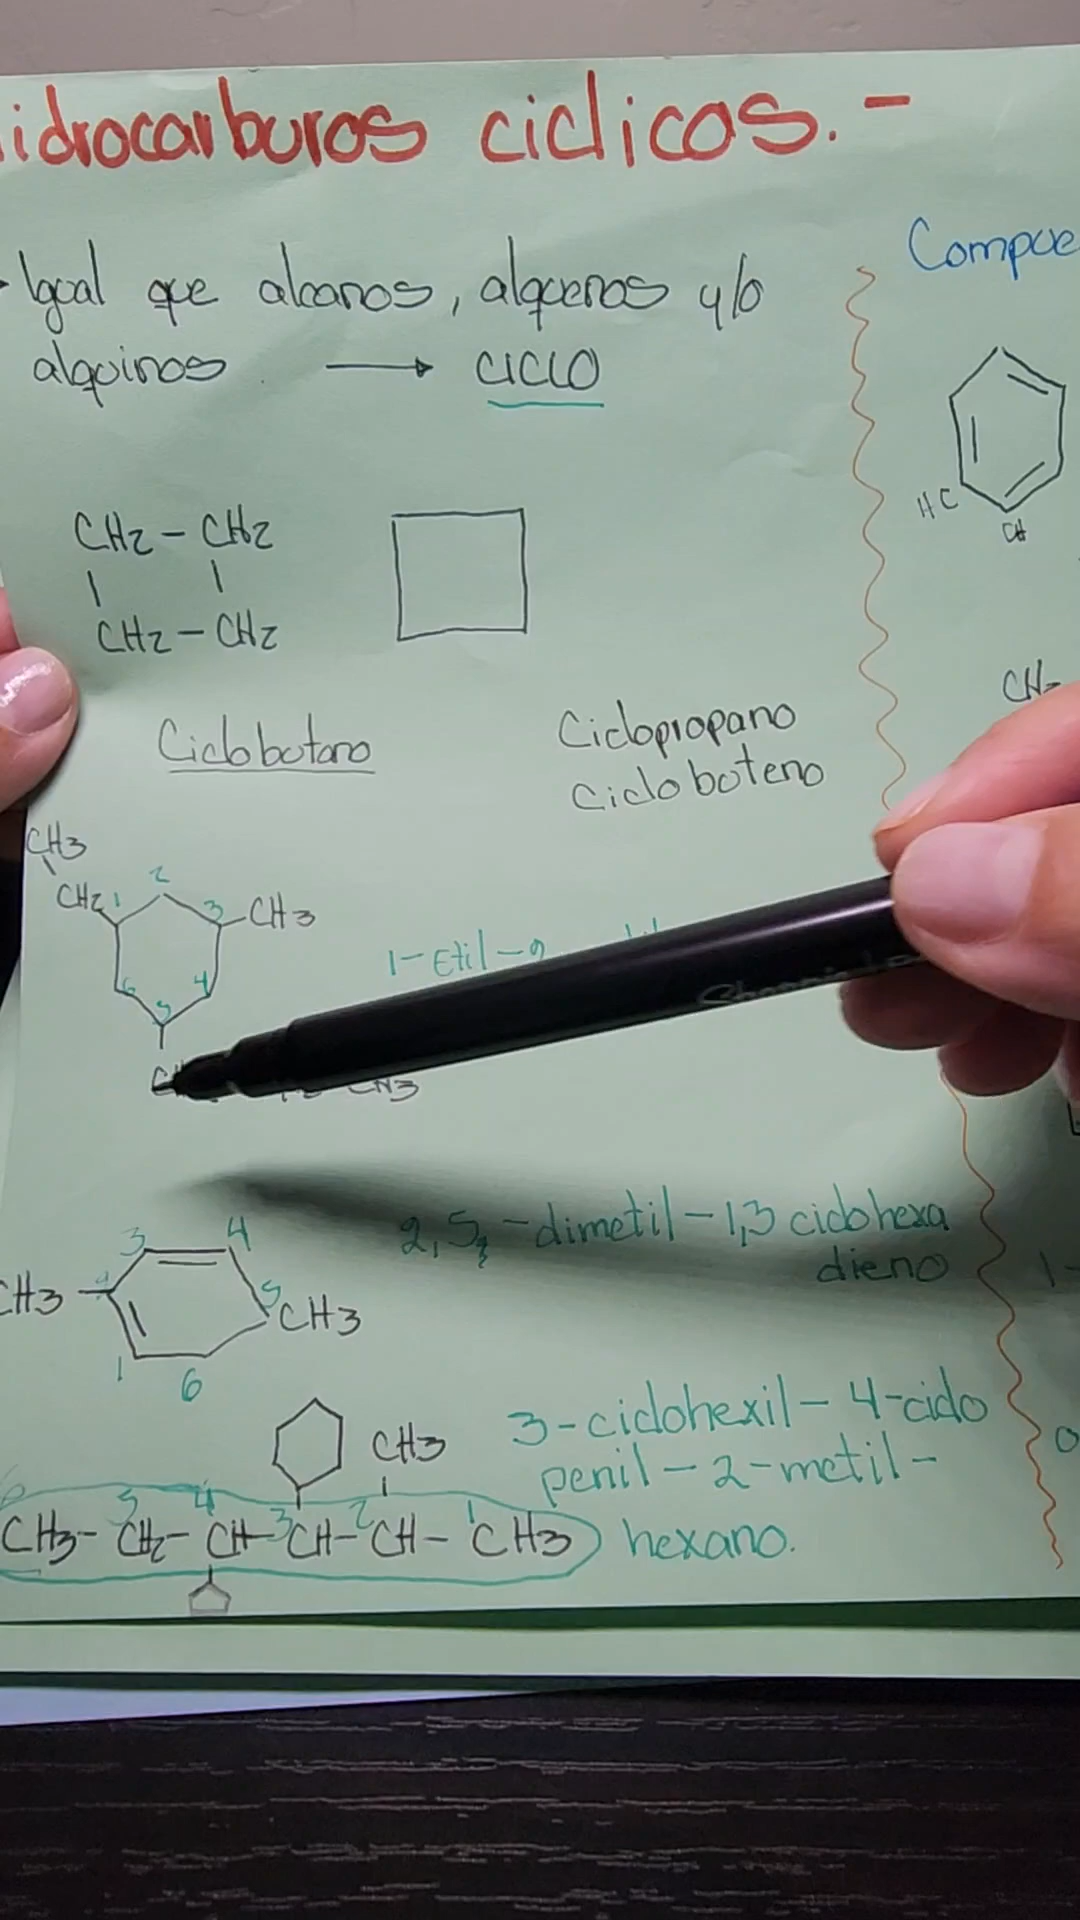 idrocarburos ciclicos.-
Igual que alcanos, alquenos y/o
alquinos → CICLO
Compue
HC
CH
CH2 - CH2
CH2 - CH2
Ciclobutano
Ciclopropano
Ciclobuteno
CH3
CH2 1 2 3 CH3
6 5 4
1-Etil-
CH3
2,5, -dimetil-1,3 ciclohexa
dieno
3 4
CH3 2 5 CH3
1 6
1-
3-ciclohexil-4-ciclo
penil-2-metil-
hexano.
CH3
6 5 4 3 2 1
CH3- CH2- CH- CH- CH- CH3